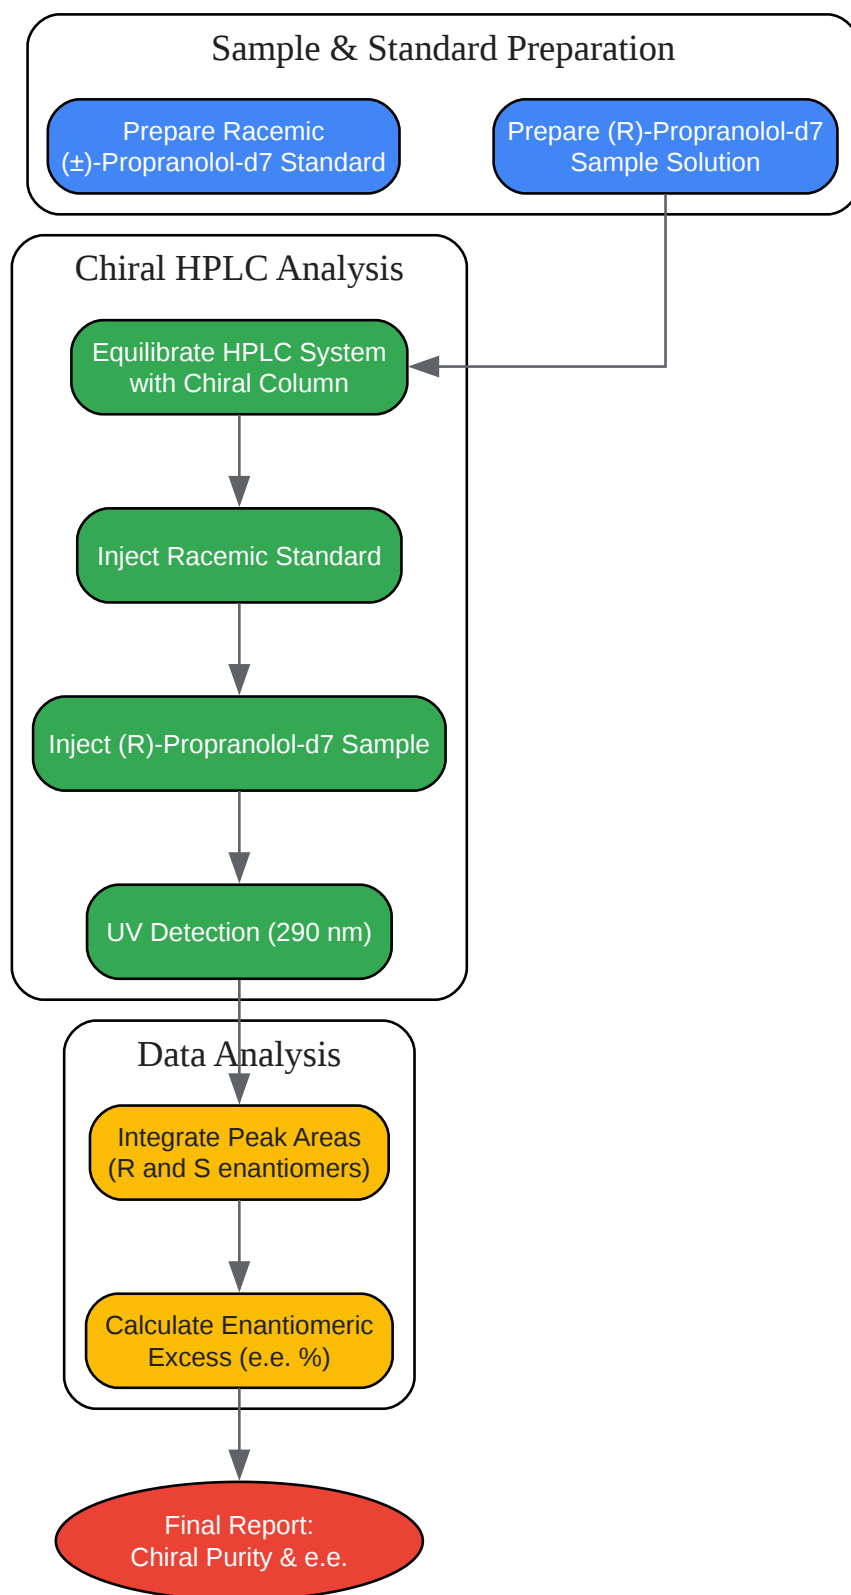 Sample & Standard Preparation
Prepare Racemic
(±)-Propranolol-d7 Standard
Prepare (R)-Propranolol-d7
Sample Solution
Chiral HPLC Analysis
Equilibrate HPLC System
with Chiral Column
Inject Racemic Standard
Inject (R)-Propranolol-d7 Sample
UV Detection (290 nm)
Data Analysis
Integrate Peak Areas
(R and S enantiomers)
Calculate Enantiomeric
Excess (e.e. %)
Final Report:
Chiral Purity & e.e.